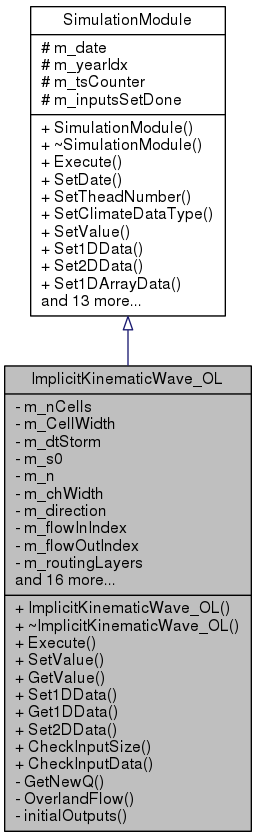 SimulationModule
# m_date
# m_yearIdx
# m_tsCounter
# m_inputsSetDone
+ SimulationModule()
+ ~SimulationModule()
+ Execute()
+ SetDate()
+ SetTheadNumber()
+ SetClimateDataType()
+ SetValue()
+ Set1DData()
+ Set2DData()
+ Set1DArrayData()
and 13 more...
ImplicitKinematicWave_OL
- m_nCells
- m_CellWidth
- m_dtStorm
- m_s0
- m_n
- m_chWidth
- m_direction
- m_flowInIndex
- m_flowOutIndex
- m_routingLayers
and 16 more...
+ ImplicitKinematicWave_OL()
+ ~ImplicitKinematicWave_OL()
+ Execute()
+ SetValue()
+ GetValue()
+ Set1DData()
+ Get1DData()
+ Set2DData()
+ CheckInputSize()
+ CheckInputData()
- GetNewQ()
- OverlandFlow()
- initialOutputs()